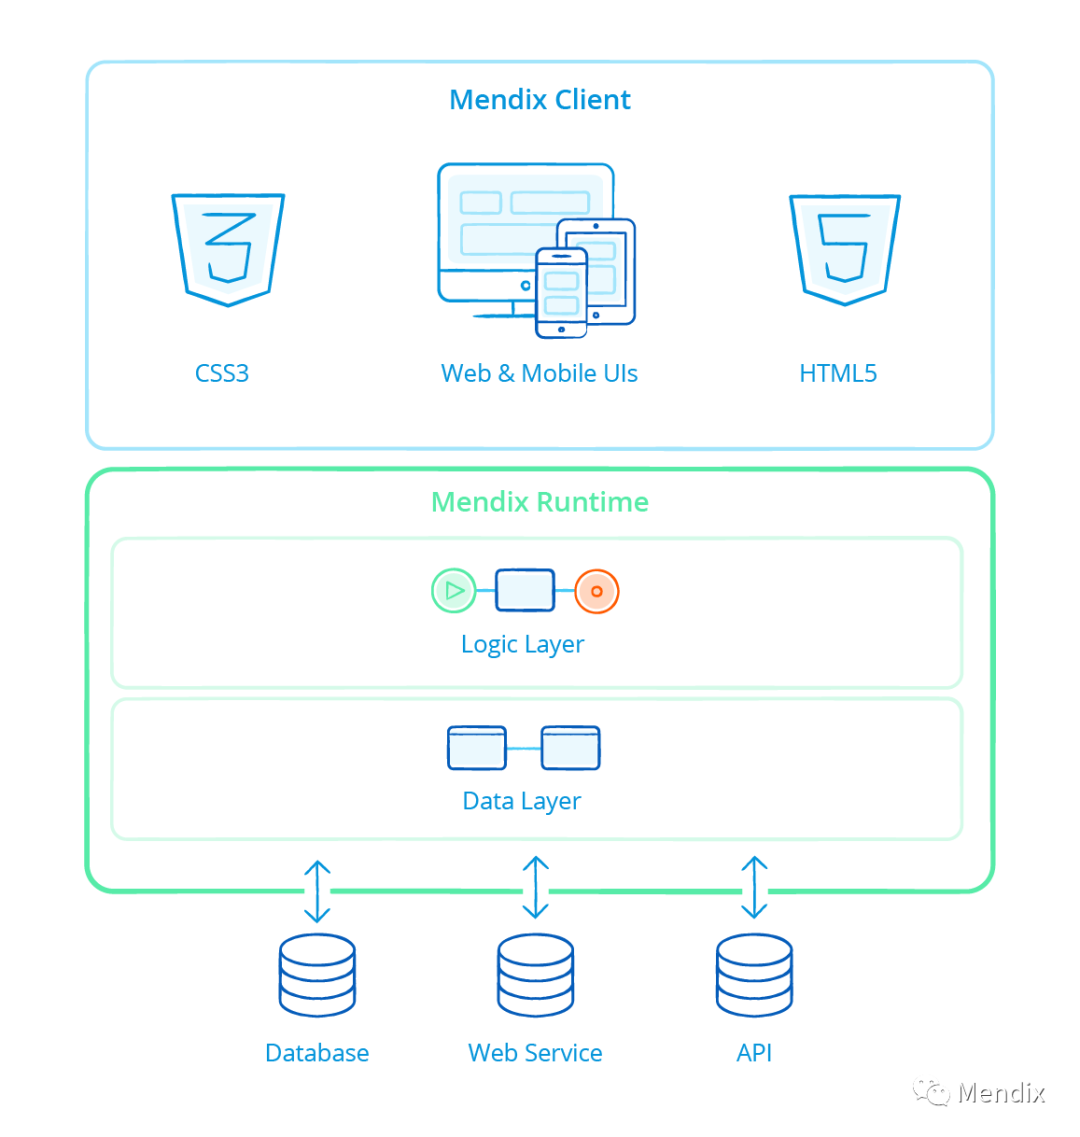 Mendix Client
CSS3
Web & Mobile UIs
HTML5
Mendix Runtime
Logic Layer
Data Layer
Database
Web Service
API
Mendix